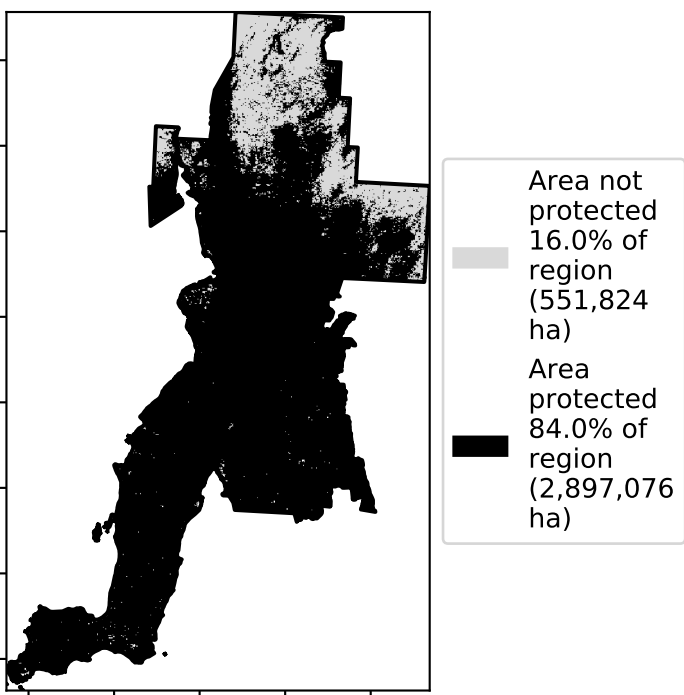 Area not
protected
16.0% of
region
(551,824
ha)
Area
protected
84.0% of
region
(2,897,076
ha)